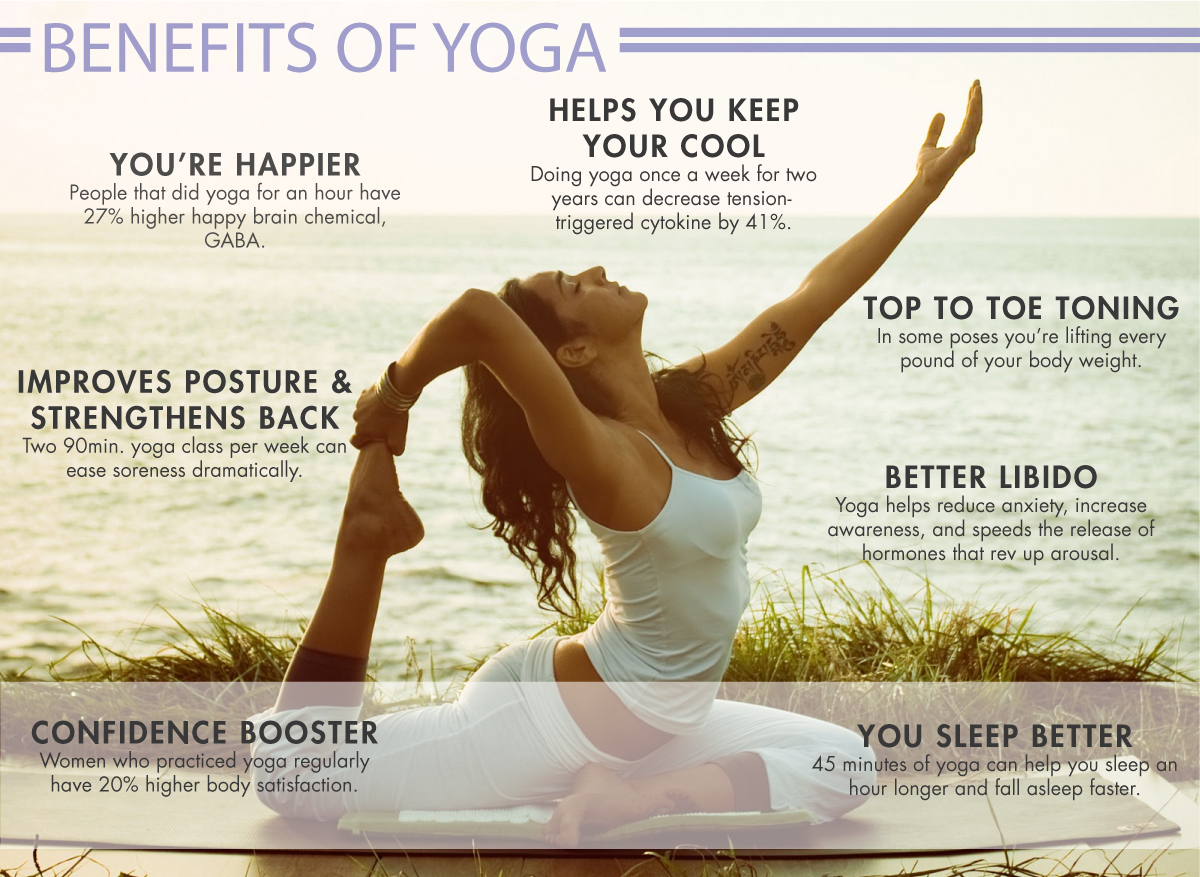 BENEFITS OF YOGA
HELPS YOU KEEP
YOUR COOL
Doing yoga once a week for two
years can decrease tension-
triggered cytokine by 41%.
YOU'RE HAPPIER
People that did yoga for an hour have
27% higher happy brain chemical,
GABA.
TOP TO TOE TONING
In some poses you're lifting every
pound of your body weight.
IMPROVES POSTURE &
STRENGTHENS BACK
Two 90min. yoga class per week can
ease soreness dramatically.
BETTER LIBIDO
Yoga helps reduce anxiety, increase
awareness, and speeds the release of
hormones that rev up arousal.
CONFIDENCE BOOSTER
Women who practiced yoga regularly
have 20% higher body satisfaction.
YOU SLEEP BETTER
45 minutes of yoga can help you sleep an
hour longer and fall asleep faster.